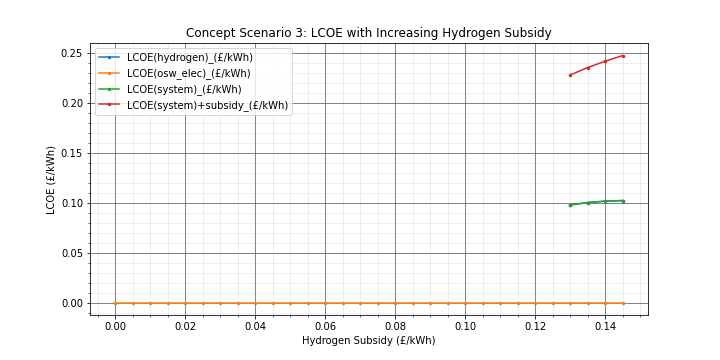 Concept Scenario 3: LCOE with Increasing Hydrogen Subsidy
LCOE(hydrogen)_(£/kWh)
LCOE(osw_elec)_(£/kWh)
LCOE(system)_(£/kWh)
LCOE(system)+subsidy_(£/kWh)
LCOE (£/kWh)
0.25
0.20
0.15
0.10
0.05
0.00
0.00 0.02 0.04 0.06 0.08 0.10 0.12 0.14
Hydrogen Subsidy (£/kWh)